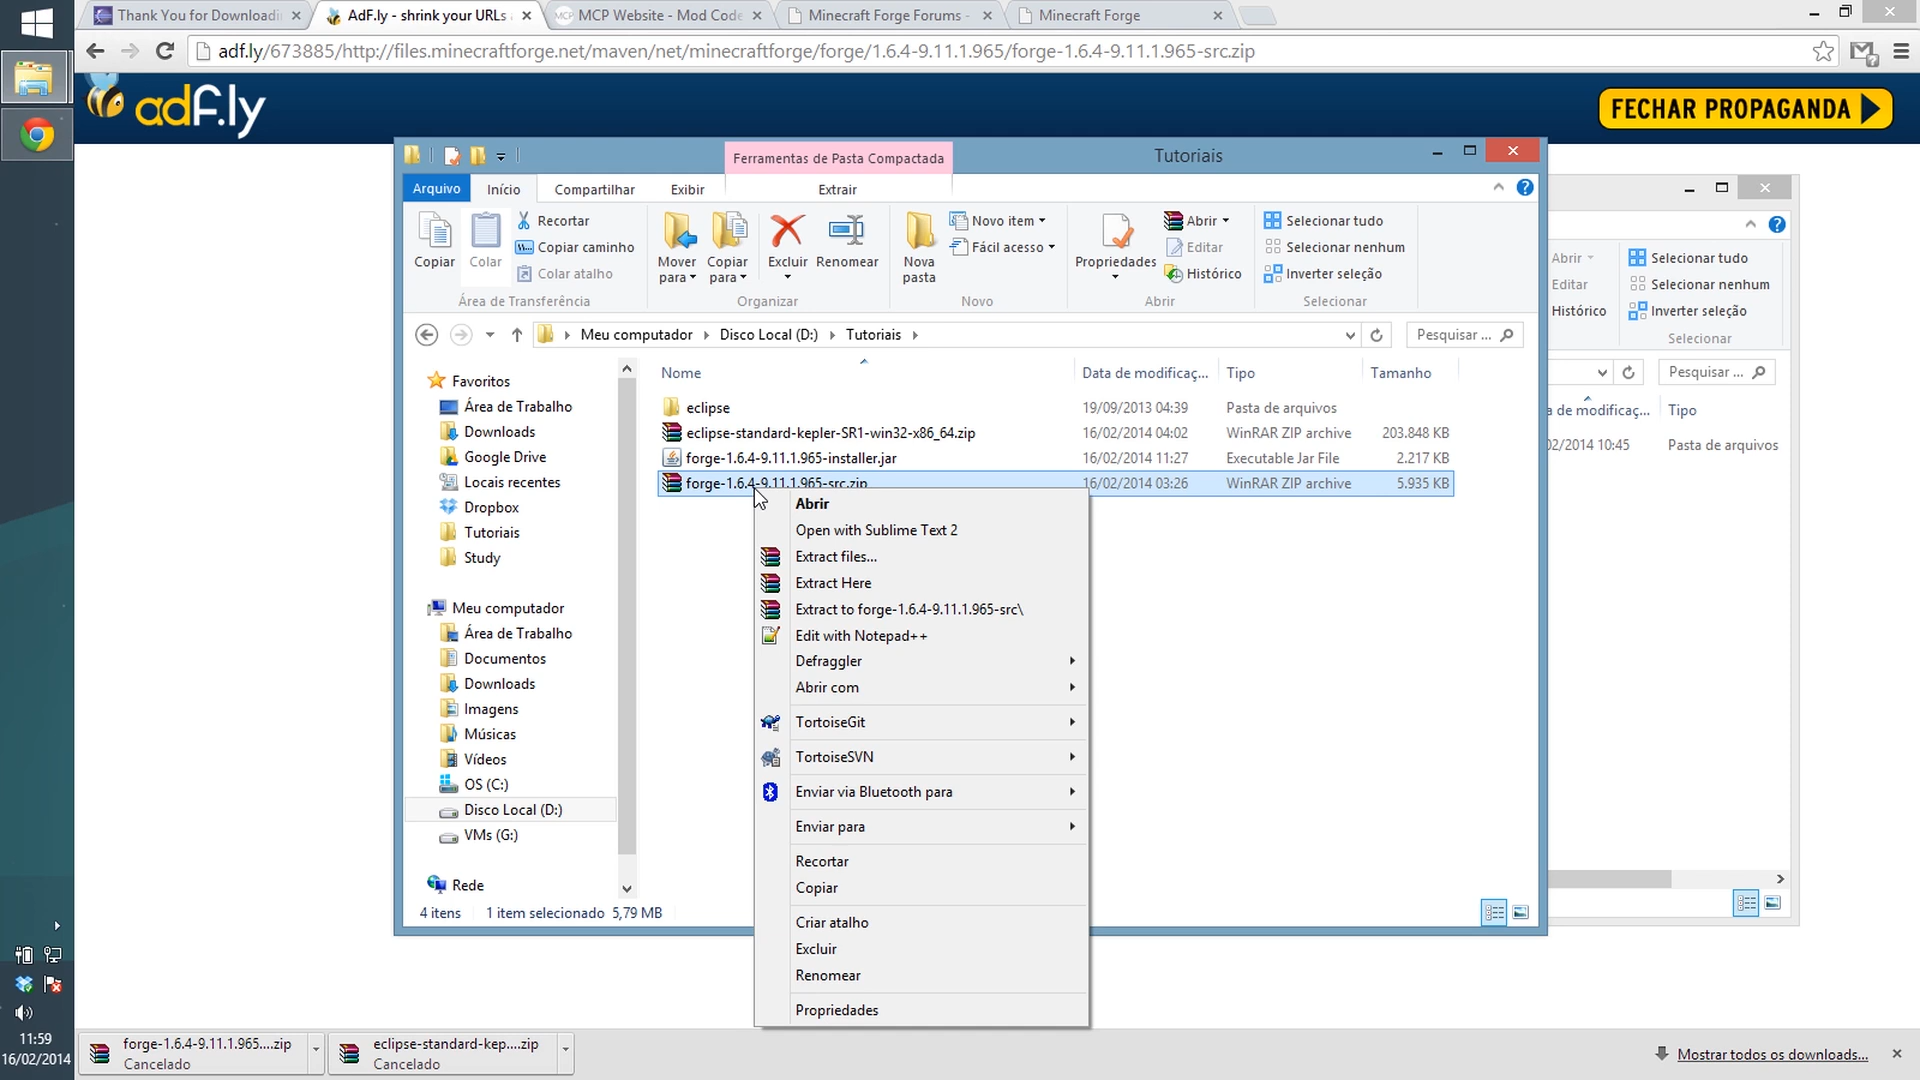 Thank You for Downloadi
AdF.ly - shrink your URLs
MCP Website - Mod Code
Minecraft Forge Forums -
Minecraft Forge
adf.ly/673885/http://files.minecraftforge.net/maven/net/minecraftforge/forge/1.6.4-9.11.1.965/forge-1.6.4-9.11.1.965-src.zip
adf.ly
FECHAR PROPAGANDA
Ferramentas de Pasta Compactada
Tutoriais
Arquivo
Início
Compartilhar
Exibir
Extrair
Copiar
Colar
Recortar
Copiar caminho
Colar atalho
Área de Transferência
Mover para
Copiar para
Excluir
Renomear
Organizar
Nova pasta
Novo item
Fácil acesso
Novo
Propriedades
Abrir
Editar
Histórico
Abrir
Selecionar tudo
Selecionar nenhum
Inverter seleção
Selecionar
Abrir
Editar
Histórico
Selecionar tudo
Selecionar nenhum
Inverter seleção
Selecionar
Meu computador
Disco Local (D:)
Tutoriais
Pesquisar ...
Pesquisar ...
Nome
Data de modificaç...
Tipo
Tamanho
a de modificaç...
Tipo
02/2014 10:45
Pasta de arquivos
eclipse
19/09/2013 04:39
Pasta de arquivos
eclipse-standard-kepler-SR1-win32-x86_64.zip
16/02/2014 04:02
WinRAR ZIP archive
203.848 KB
forge-1.6.4-9.11.1.965-installer.jar
16/02/2014 11:27
Executable Jar File
2.217 KB
forge-1.6.4-9.11.1.965-src.zip
16/02/2014 03:26
WinRAR ZIP archive
5.935 KB
Favoritos
Área de Trabalho
Downloads
Google Drive
Locais recentes
Dropbox
Tutoriais
Study
Meu computador
Área de Trabalho
Documentos
Downloads
Imagens
Músicas
Vídeos
OS (C:)
Disco Local (D:)
VMs (G:)
Rede
4 itens
1 item selecionado 5,79 MB
Abrir
Open with Sublime Text 2
Extract files...
Extract Here
Extract to forge-1.6.4-9.11.1.965-src\
Edit with Notepad++
Defraggler
Abrir com
TortoiseGit
TortoiseSVN
Enviar via Bluetooth para
Enviar para
Recortar
Copiar
Criar atalho
Excluir
Renomear
Propriedades
11:59
16/02/2014
forge-1.6.4-9.11.1.965....zip
Cancelado
eclipse-standard-kep....zip
Cancelado
Mostrar todos os downloads...